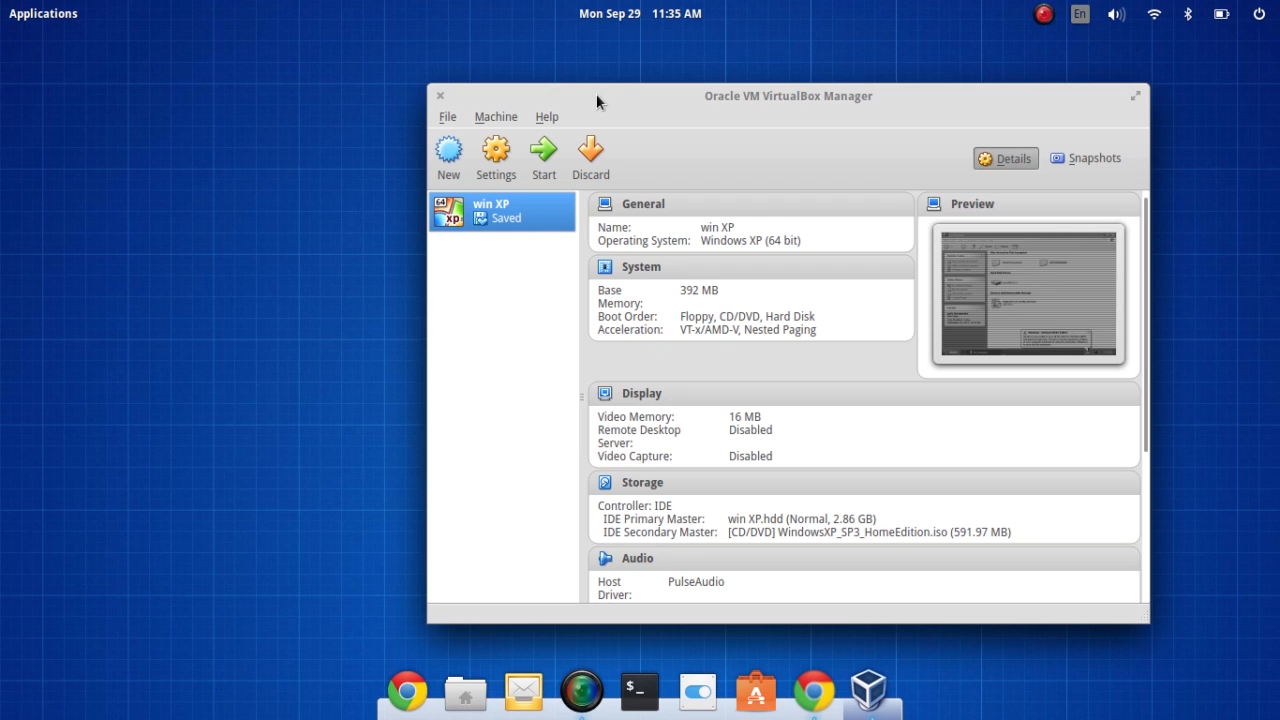 Applications
Mon Sep 29 11:35 AM
En
Oracle VM VirtualBox Manager
File Machine Help
New Settings Start Discard
Details Snapshots
64
xp
win XP
Saved
General
Name: win XP
Operating System: Windows XP (64 bit)
System
Base 392 MB
Memory:
Boot Order: Floppy, CD/DVD, Hard Disk
Acceleration: VT-x/AMD-V, Nested Paging
Preview
Display
Video Memory: 16 MB
Remote Desktop Disabled
Server:
Video Capture: Disabled
Storage
Controller: IDE
IDE Primary Master: win XP.hdd (Normal, 2.86 GB)
IDE Secondary Master: [CD/DVD] WindowsXP_SP3_HomeEdition.iso (591.97 MB)
Audio
Host PulseAudio
Driver:
$_
A